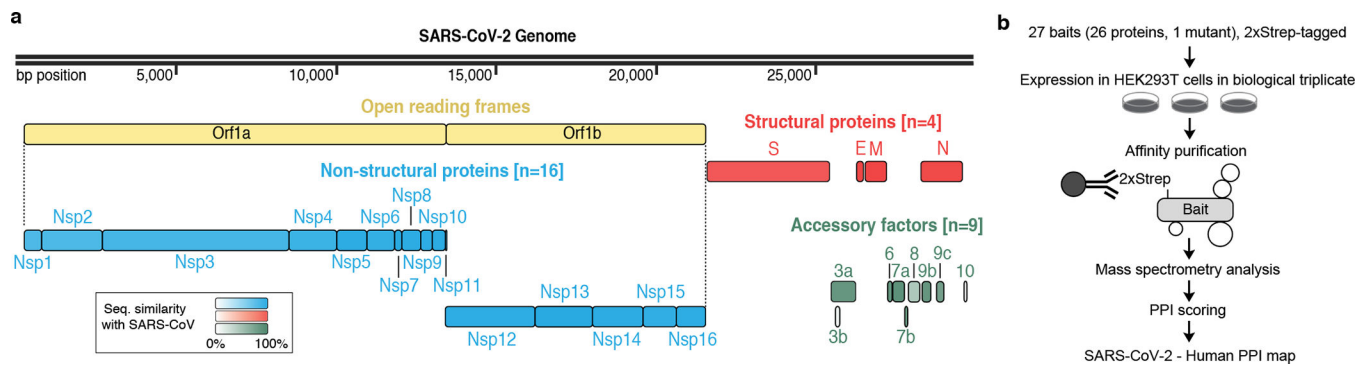 a
SARS-CoV-2 Genome
bp position
5,000
10,000
15,000
20,000
25,000
Open reading frames
Orf1a
Orf1b
Structural proteins [n=4]
S
E
M
N
Non-structural proteins [n=16]
Nsp8
Nsp2
Nsp4
Nsp6
Nsp10
Nsp1
Nsp3
Nsp5
Nsp9
Nsp7
Nsp11
Nsp13
Nsp15
Nsp12
Nsp14
Nsp16
Accessory factors [n=9]
6
8
9c
3a
7a
9b
10
3b
7b
Seq. similarity
with SARS-CoV
0%
100%
b
27 baits (26 proteins, 1 mutant), 2xStrep-tagged
Expression in HEK293T cells in biological triplicate
Affinity purification
2xStrep
Bait
Mass spectrometry analysis
PPI scoring
SARS-CoV-2 - Human PPI map